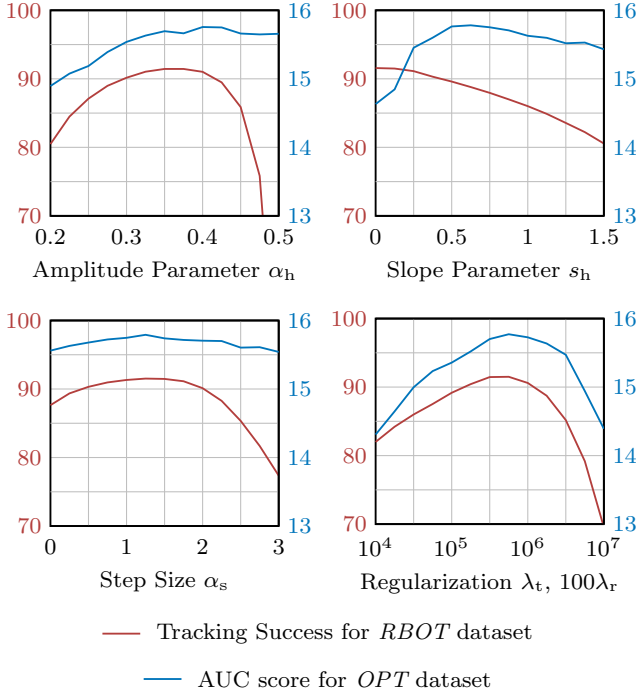 100 16 100 16
90 15 90 15
80 14 80 14
70 13 70 13
0.2 0.3 0.4 0.5 0 0.5 1 1.5
Amplitude Parameter αh Slope Parameter sh
100 16 100 16
90 15 90 15
80 14 80 14
70 13 70 13
0 1 2 3 10^4 10^5 10^6 10^7
Step Size αs Regularization λt, 100λr
Tracking Success for RBOT dataset
AUC score for OPT dataset